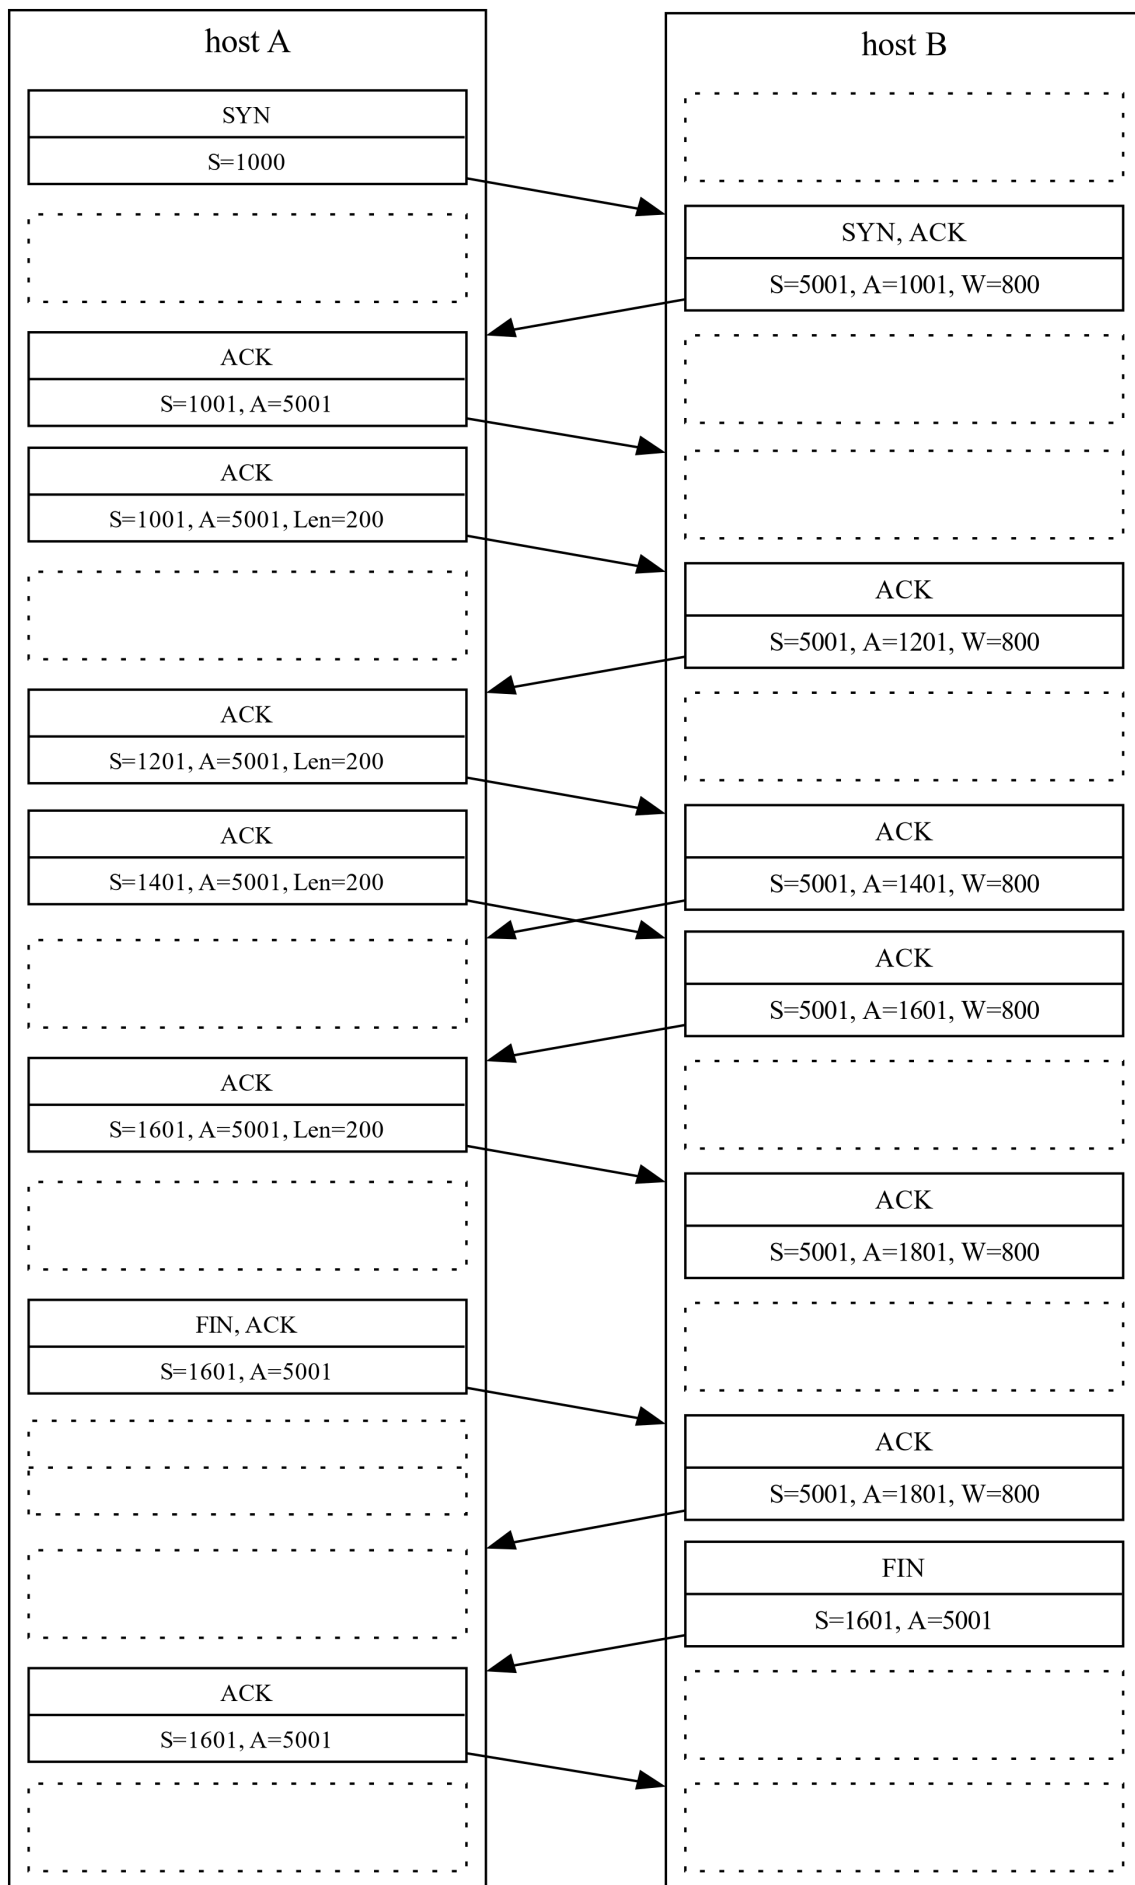 host A
host B
SYN
S=1000
SYN, ACK
S=5001, A=1001, W=800
ACK
S=1001, A=5001
ACK
S=1001, A=5001, Len=200
ACK
S=5001, A=1201, W=800
ACK
S=1201, A=5001, Len=200
ACK
S=5001, A=1401, W=800
ACK
S=1401, A=5001, Len=200
ACK
S=5001, A=1601, W=800
ACK
S=1601, A=5001, Len=200
ACK
S=5001, A=1801, W=800
FIN, ACK
S=1601, A=5001
ACK
S=5001, A=1801, W=800
FIN
S=1601, A=5001
ACK
S=1601, A=5001